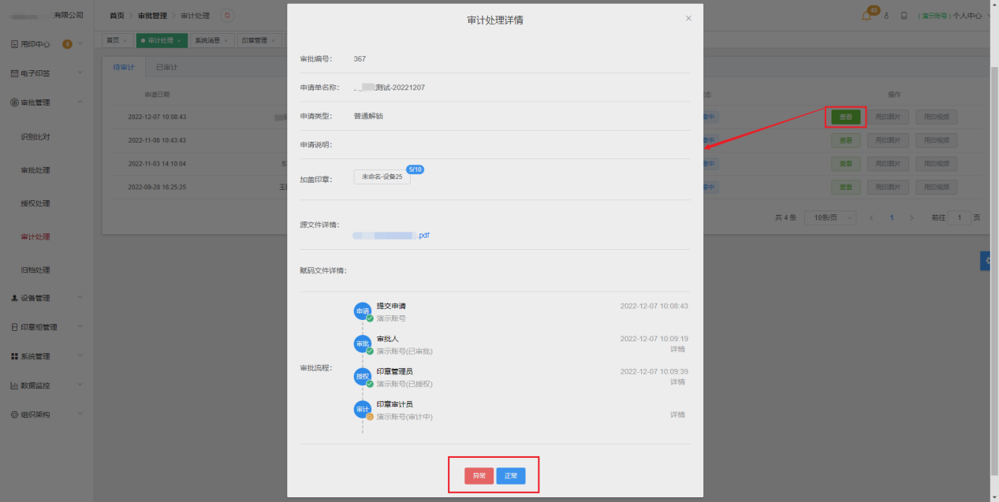 有限公司
首页 审批管理 审计处理
46
(演示账号)个人中心
用印中心 4
电子印签
审批管理
识别比对
审批处理
授权处理
审计处理
归档处理
设备管理
印章柜管理
系统管理
数据监控
组织架构
首页 × 审计处理 × 系统消息 × 印章管理 ×
待审计 已审计
申请日期
操作
2022-12-07 10:08:43
查看 用印图片 用印视频
2022-11-08 10:43:43
查看 用印图片 用印视频
2022-11-03 14:10:04
查看 用印图片 用印视频
2022-09-28 16:25:25
查看 用印图片 用印视频
共 4 条 10条/页 1 前往 1 页
审计处理详情
审批编号: 367
申请单名称: 测试-20221207
申请类型: 普通解锁
申请说明:
加盖印章: 未命名-设备25 5/10
源文件详情:
.pdf
赋码文件详情:
审批流程:
申请 提交申请 2022-12-07 10:08:43
演示账号
审批 审批人 2022-12-07 10:09:19
演示账号(已审批) 详情
授权 印章管理员 2022-12-07 10:09:39
演示账号(已授权) 详情
审计 印章审计员
演示账号(审计中) 详情
异常 正常